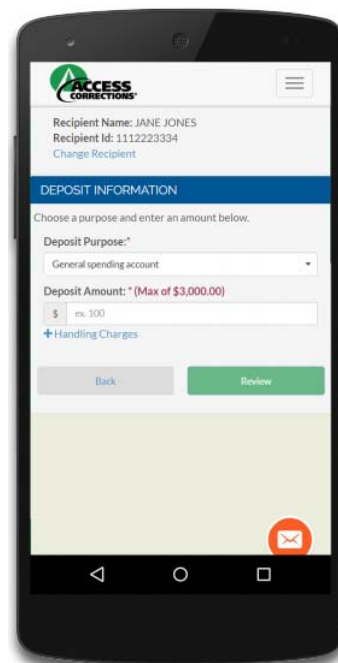 ACCESS
CORRECTIONS®
Recipient Name: JANE JONES
Recipient Id: 1112223334
Change Recipient
DEPOSIT INFORMATION
Choose a purpose and enter an amount below.
Deposit Purpose:*
General spending account
Deposit Amount: * (Max of $3,000.00)
$ ex. 100
+Handling Charges
Back Review